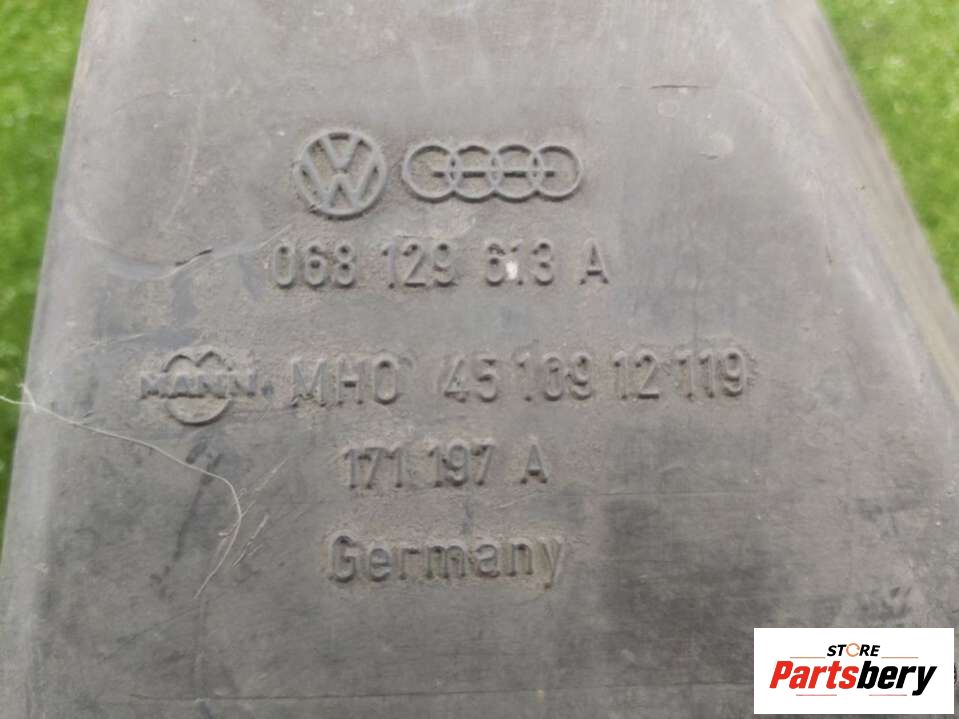 068 129 613 A
MANN MHO 45 109 12 119
171 197 A
Germany
STORE
Partsbery